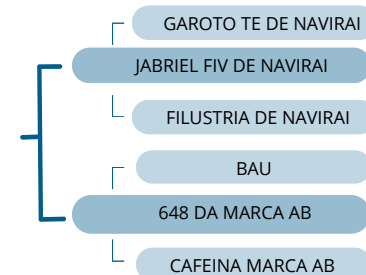 GAROTO TE DE NAVIRAI
JABRIEL FIV DE NAVIRAI
FILUSTRIA DE NAVIRAI
BAU
648 DA MARCA AB
CAFEINA MARCA AB